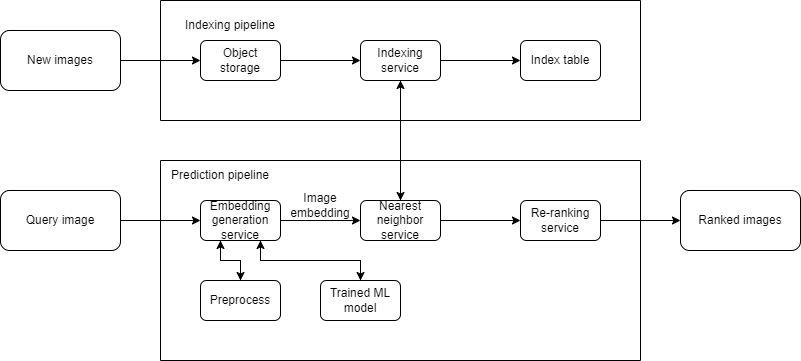 Indexing pipeline
New images
Object
storage
Indexing
service
Index table
Prediction pipeline
Query image
Embedding
generation
service
Image
embedding
Nearest
neighbor
service
Re-ranking
service
Ranked images
Preprocess
Trained ML
model